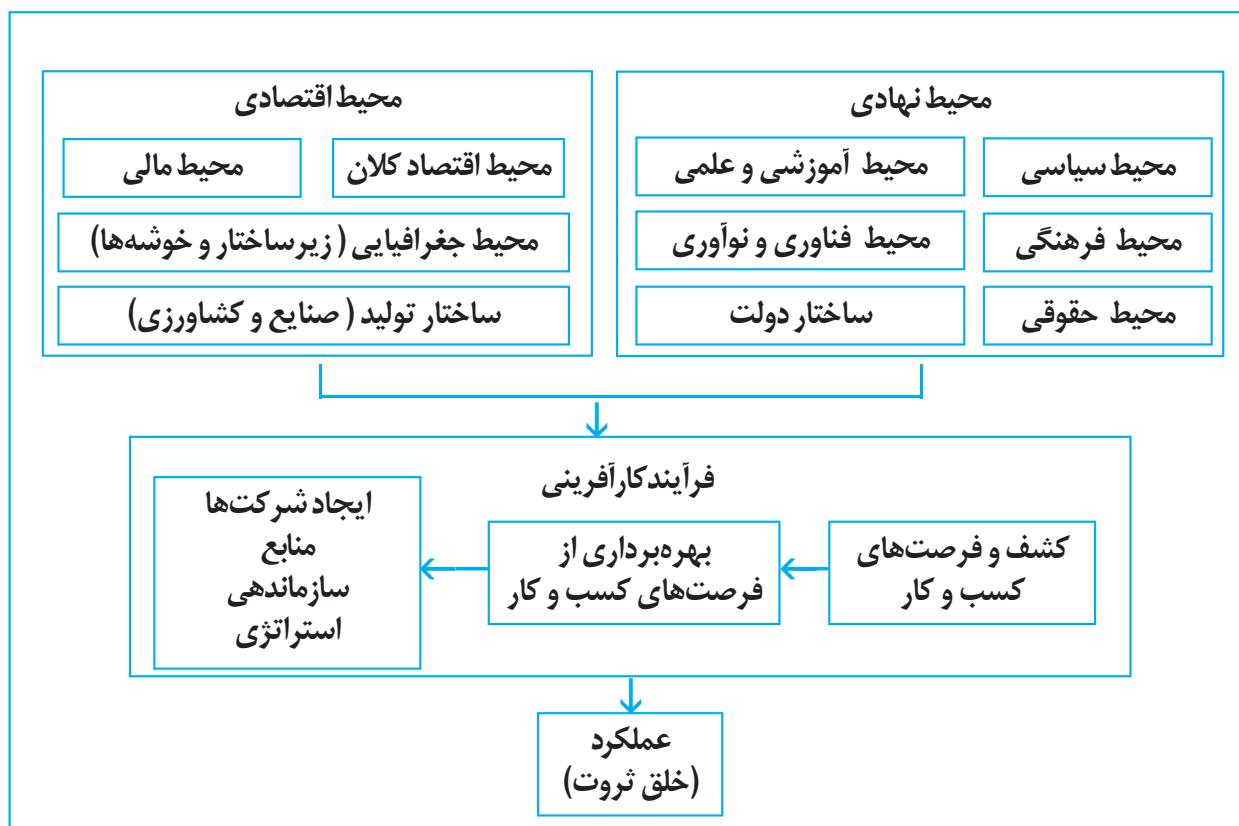 محیط نهادی
محیط سیاسی
محیط آموزشی و علمی
محیط فرهنگی
محیط فناوری و نوآوری
محیط حقوقی
ساختار دولت
محیط اقتصادی
محیط اقتصاد کلان
محیط مالی
محیط جغرافیایی (زیرساختار و خوشه‌ها)
ساختار تولید (صنایع و کشاورزی)
فرآیند کارآفرینی
کشف و فرصت‌های
کسب و کار
بهره‌برداری از
فرصت‌های کسب و کار
ایجاد شرکت‌ها
منابع
سازماندهی
استراتژی
عملکرد
(خلق ثروت)